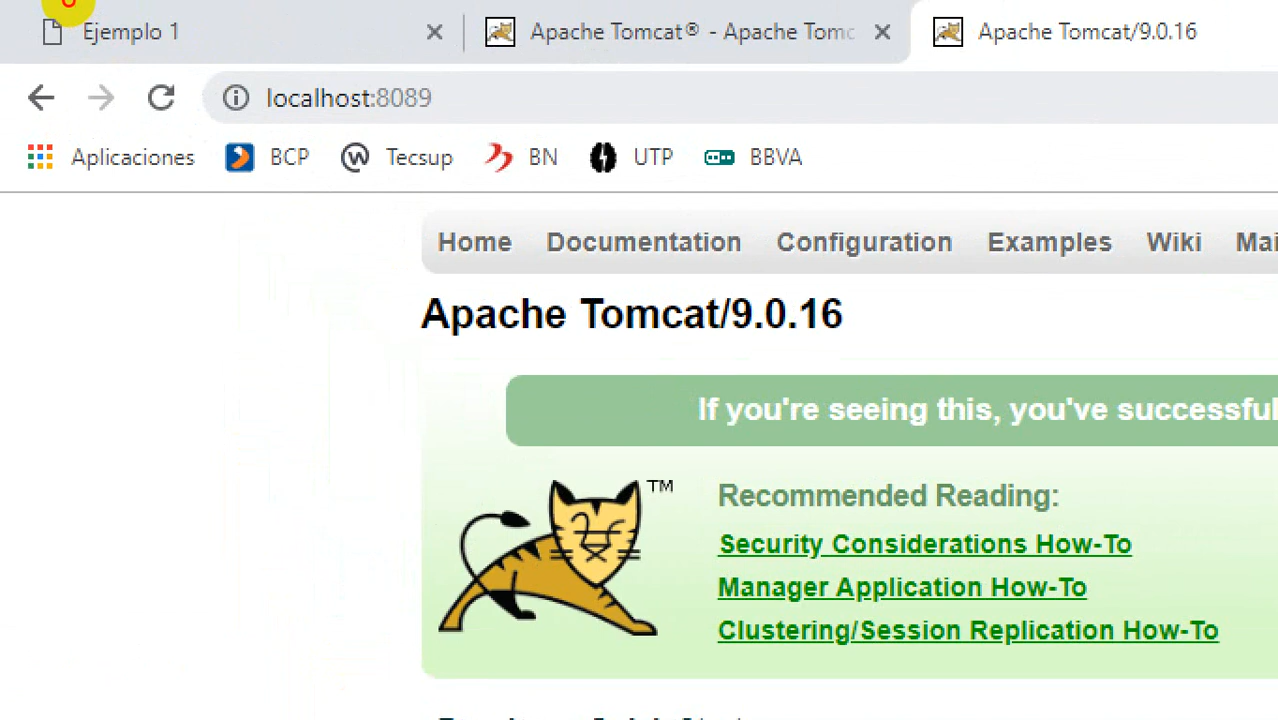 Ejemplo 1
Apache Tomcat® - Apache Tomc
Apache Tomcat/9.0.16
localhost:8089
Aplicaciones BCP Tecsup BN UTP BBVA
Home Documentation Configuration Examples Wiki Mai
Apache Tomcat/9.0.16
If you're seeing this, you've successful
TM
Recommended Reading:
Security Considerations How-To
Manager Application How-To
Clustering/Session Replication How-To